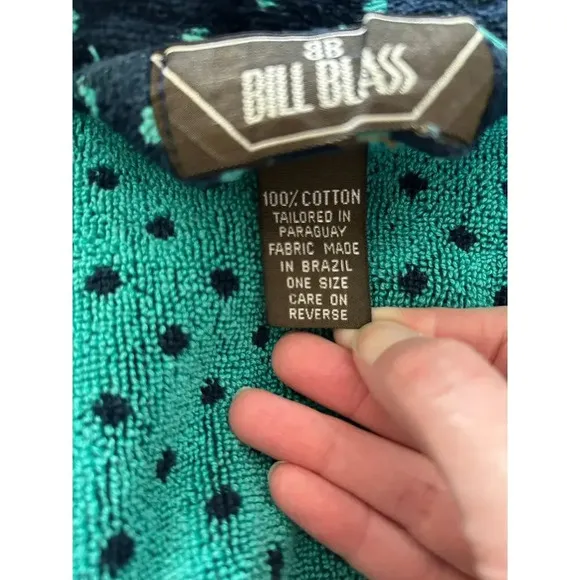 BB
BILL BLASS
100% COTTON
TAILORED IN
PARAGUAY
FABRIC MADE
IN BRAZIL
ONE SIZE
CARE ON
REVERSE